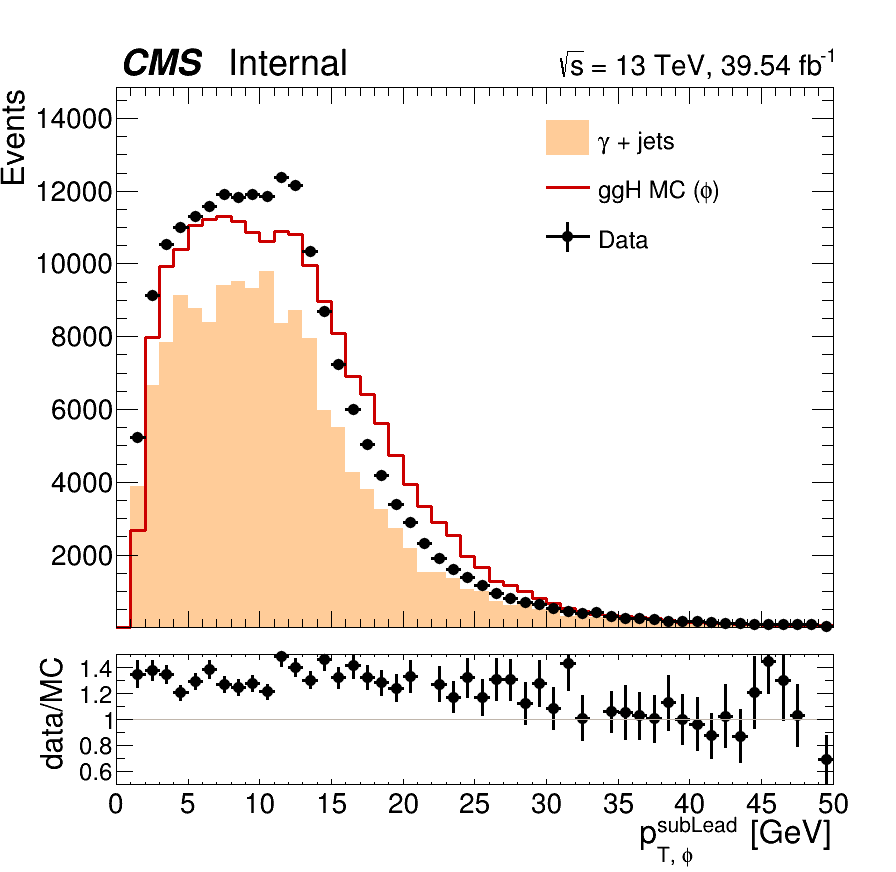 CMS Internal
√s = 13 TeV, 39.54 fb⁻¹
Events
14000
12000
10000
8000
6000
4000
2000
γ + jets
ggH MC (ϕ)
Data
data/MC
1.4
1.2
1
0.8
0.6
0 5 10 15 20 25 30 35 40 45 50
p_{T, ϕ}^{subLead} [GeV]